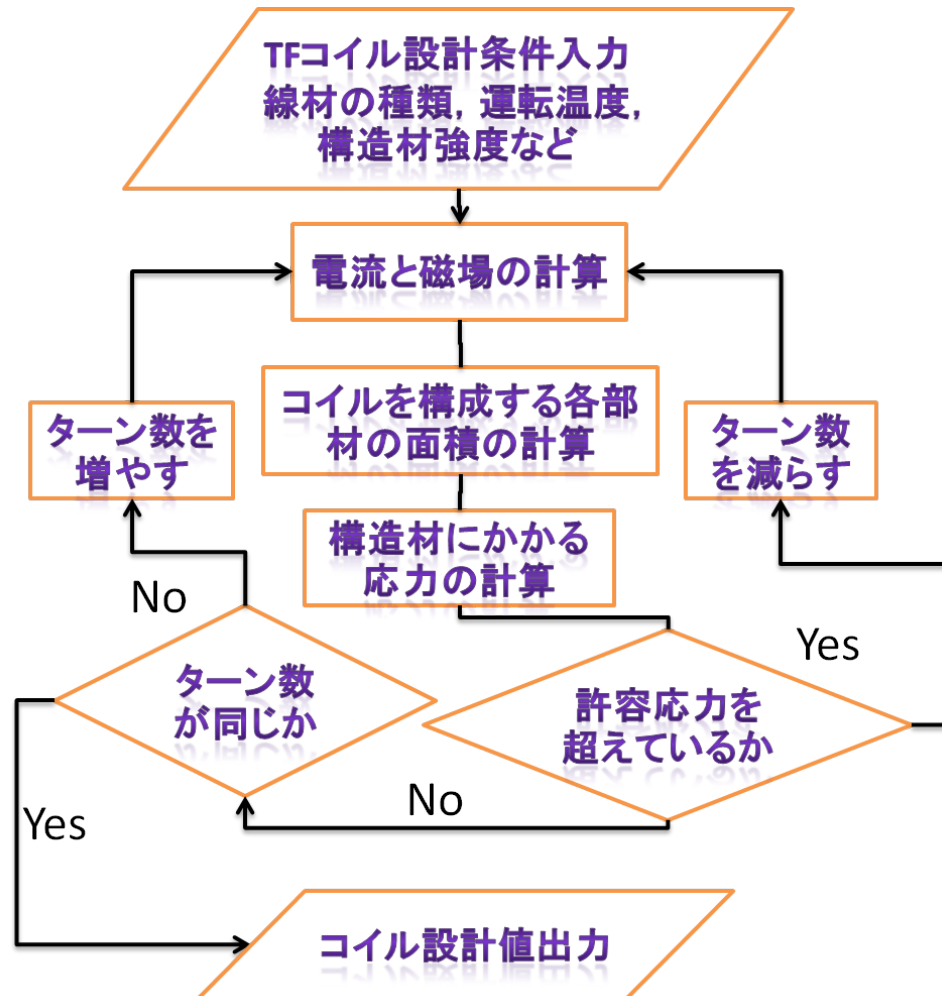 TFコイル設計条件入力
線材の種類, 運転温度,
構造材強度など
電流と磁場の計算
コイルを構成する各部
材の面積の計算
ターン数を
増やす
ターン数
を減らす
構造材にかかる
応力の計算
No
Yes
ターン数
が同じか
許容応力を
超えているか
No
Yes
コイル設計値出力